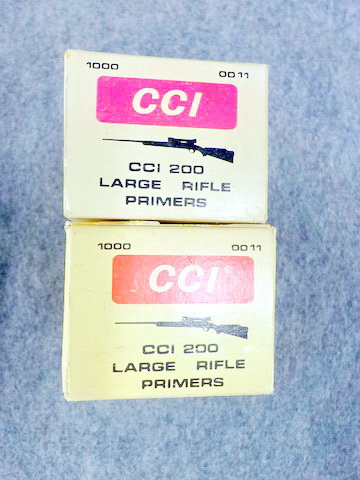 1000 0011
CCI
CCI 200
LARGE RIFLE
PRIMERS
1000 0011
CCI
CCI 200
LARGE RIFLE
PRIMERS